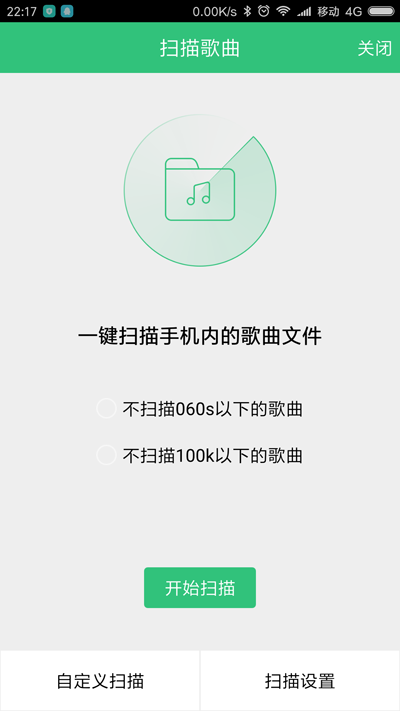 22:17 0.00K/s 移动 4G
扫描歌曲 关闭
一键扫描手机内的歌曲文件
不扫描060s以下的歌曲
不扫描100k以下的歌曲
开始扫描
自定义扫描 扫描设置